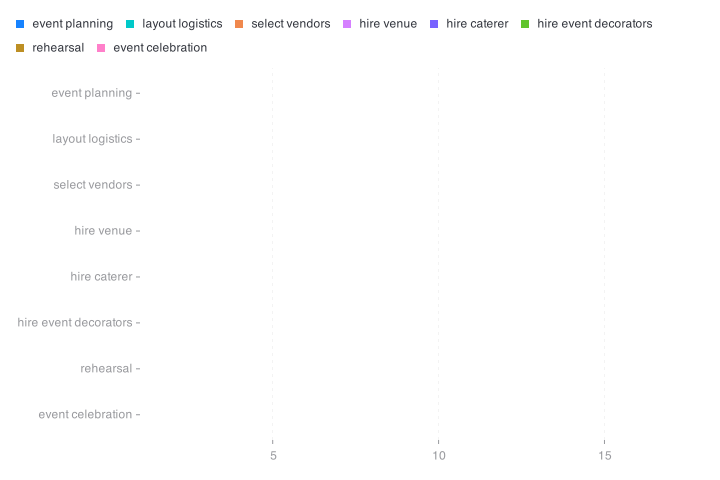 event planning layout logistics select vendors hire venue hire caterer hire event decorators
rehearsal event celebration
event planning
layout logistics
select vendors
hire venue
hire caterer
hire event decorators
rehearsal
event celebration
5 10 15